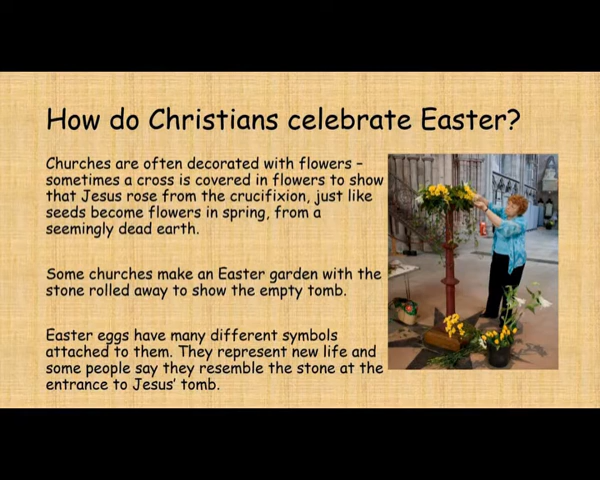 How do Christians celebrate Easter?
Churches are often decorated with flowers –
sometimes a cross is covered in flowers to show
that Jesus rose from the crucifixion, just like
seeds become flowers in spring, from a
seemingly dead earth.
Some churches make an Easter garden with the
stone rolled away to show the empty tomb.
Easter eggs have many different symbols
attached to them. They represent new life and
some people say they resemble the stone at the
entrance to Jesus’ tomb.